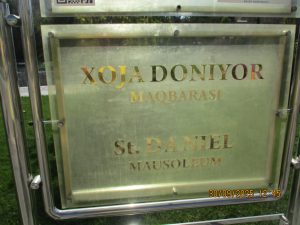 XOJA DONIYOR
MAQBARASI
St. DANIEL
MAUSOLEUM